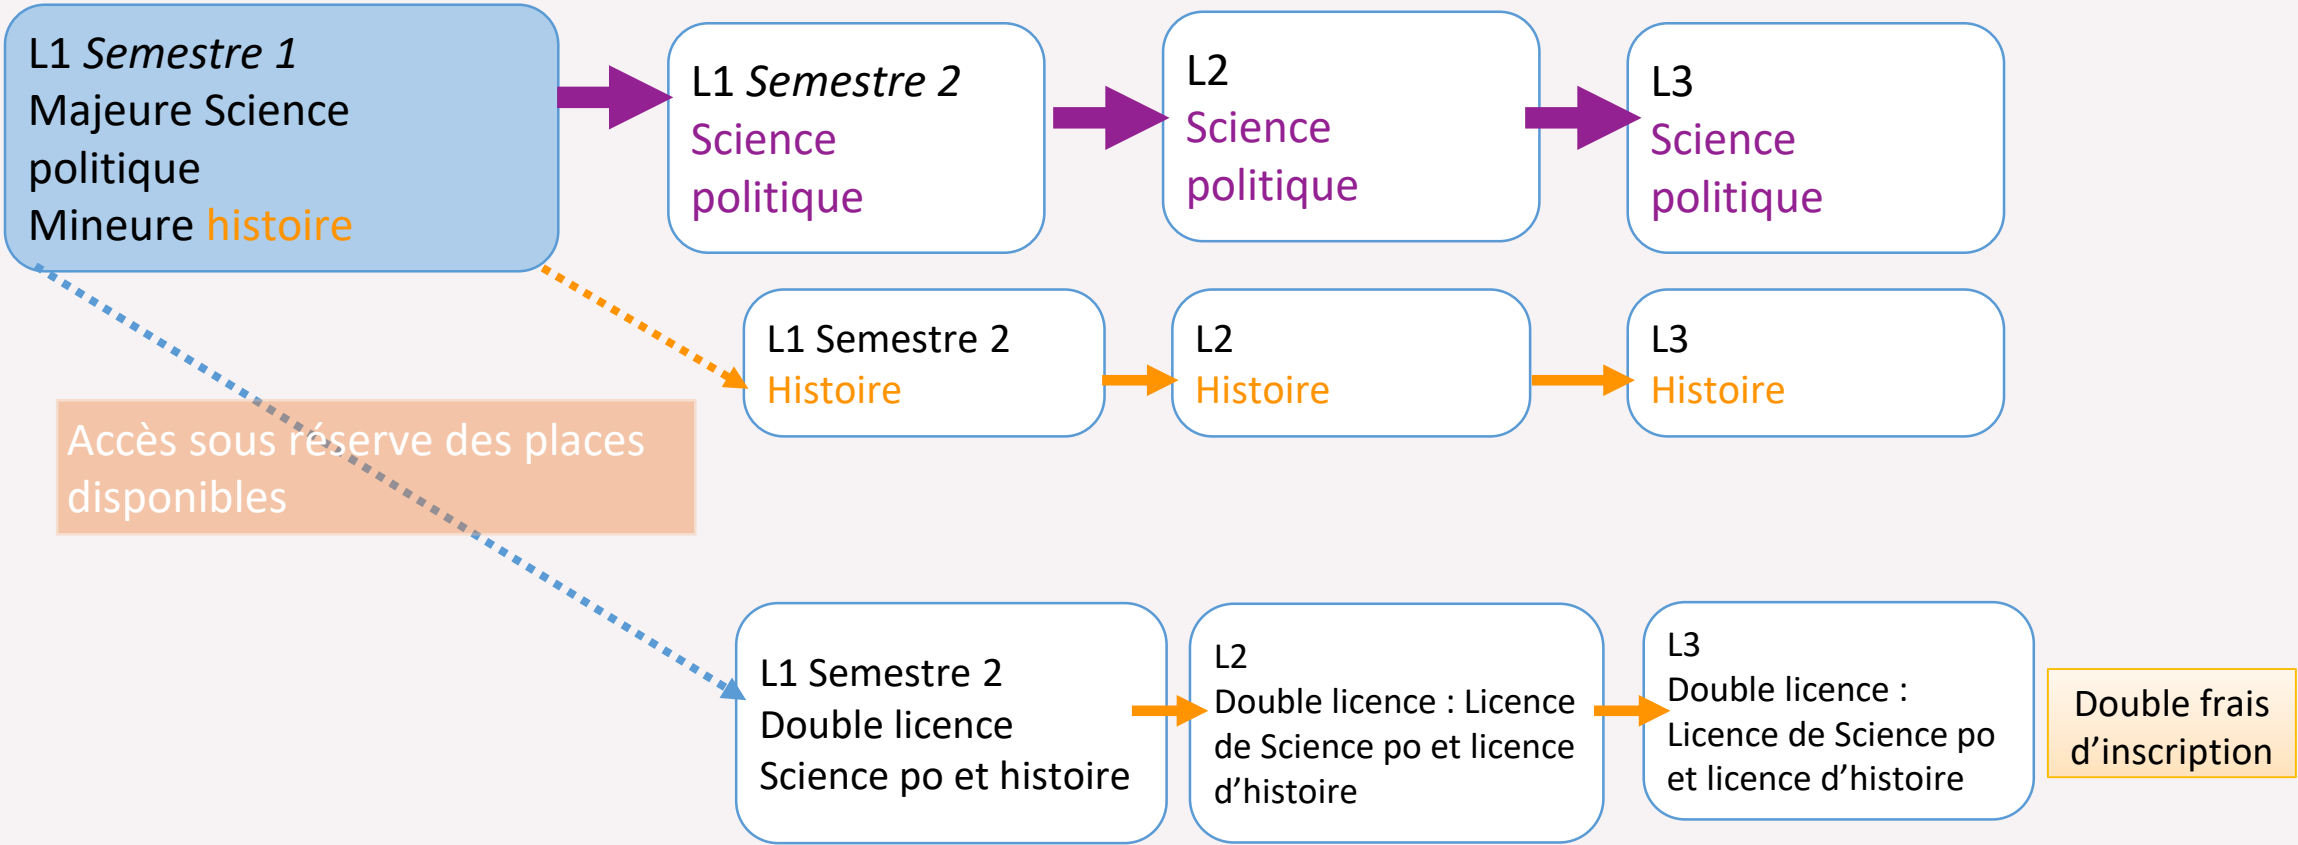 L1 Semestre 1
Majeure Science
politique
Mineure histoire
L1 Semestre 2
Science
politique
L2
Science
politique
L3
Science
politique
L1 Semestre 2
Histoire
L2
Histoire
L3
Histoire
Accès sous réserve des places
disponibles
L1 Semestre 2
Double licence
Science po et histoire
L2
Double licence : Licence
de Science po et licence
d’histoire
L3
Double licence :
Licence de Science po
et licence d’histoire
Double frais
d’inscription